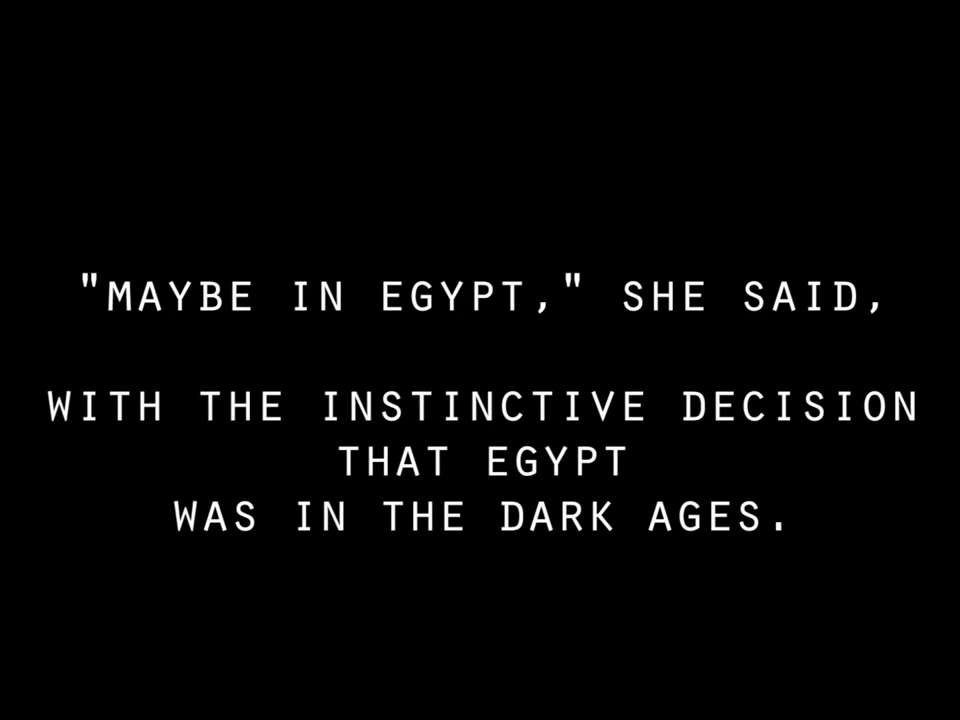 "MAYBE IN EGYPT," SHE SAID,
WITH THE INSTINCTIVE DECISION
THAT EGYPT
WAS IN THE DARK AGES.